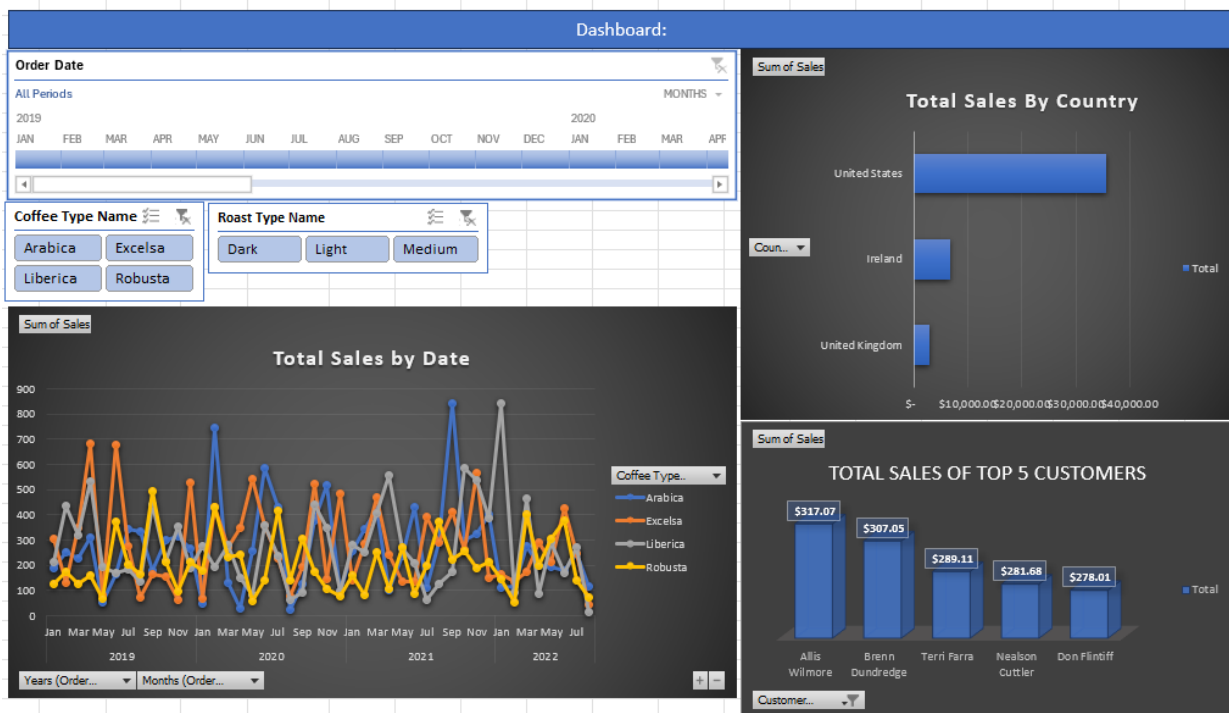 Dashboard:
Order Date
All Periods
MONTHS
2019 2020
JAN FEB MAR APR MAY JUN JUL AUG SEP OCT NOV DEC JAN FEB MAR APR
Coffee Type Name
Arabica Excelsa
Liberica Robusta
Roast Type Name
Dark Light Medium
Sum of Sales
Total Sales by Date
900
800
700
600
500
400
300
200
100
0
Jan Mar May Jul Sep Nov Jan Mar May Jul Sep Nov Jan Mar May Jul Sep Nov Jan Mar May Jul
2019 2020 2021 2022
Coffee Type..
Arabica
Excelsa
Liberica
Robusta
Years (Order... Months (Order...
+ −
Sum of Sales
Total Sales By Country
United States
Coun...
Ireland
Total
United Kingdom
$- $10,000.00 $20,000.00 $30,000.00 $40,000.00
Sum of Sales
TOTAL SALES OF TOP 5 CUSTOMERS
$317.07
$307.05
$289.11
$281.68
$278.01
Total
Allis Wilmore
Brenn Dundredge
Terri Farra
Nealson Cuttler
Don Flintiff
Customer...